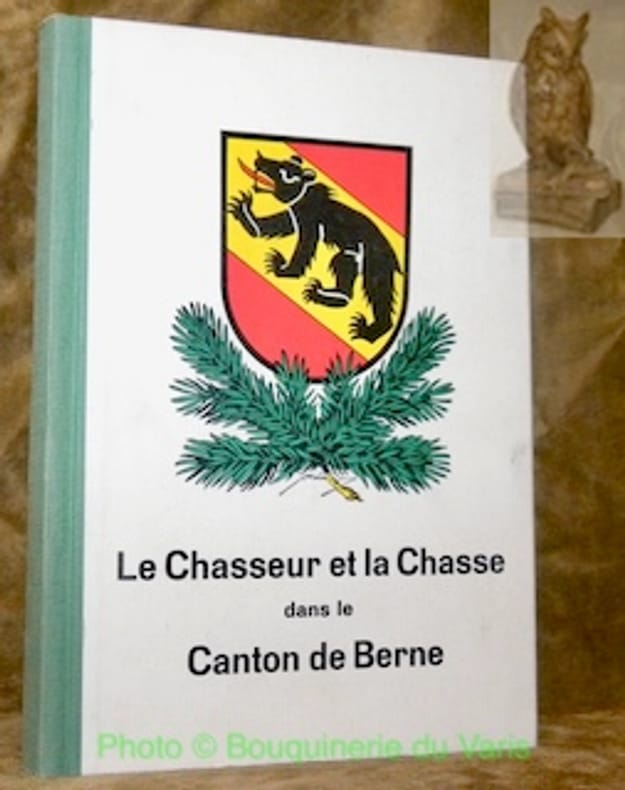 Le Chasseur et la Chasse
dans le
Canton de Berne
Photo © Bouquinerie du Varis